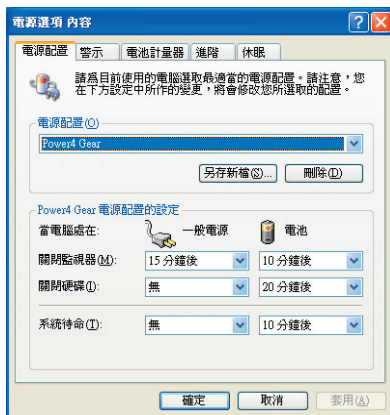 電源選項 內容
電源配置 警示 電池計量器 進階 休眠
請為目前使用的電腦選取最適當的電源配置。請注意，您
在下方設定中所作的變更，將會修改您所選取的配置。
電源配置(O)
Power4 Gear
另存新檔(S)... 刪除(D)
Power4 Gear 電源配置的設定
當電腦處在: 一般電源 電池
關閉監視器(M): 15 分鐘後 10 分鐘後
關閉硬碟(I): 無 20 分鐘後
系統待命(T): 無 10 分鐘後
確定 取消 套用(A)